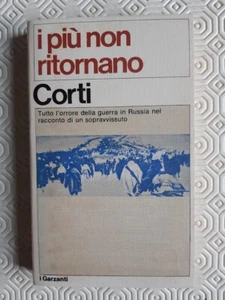 i più non
ritornano
Corti
Tutto l'orrore della guerra in Russia nel
racconto di un sopravvissuto
i Garzanti